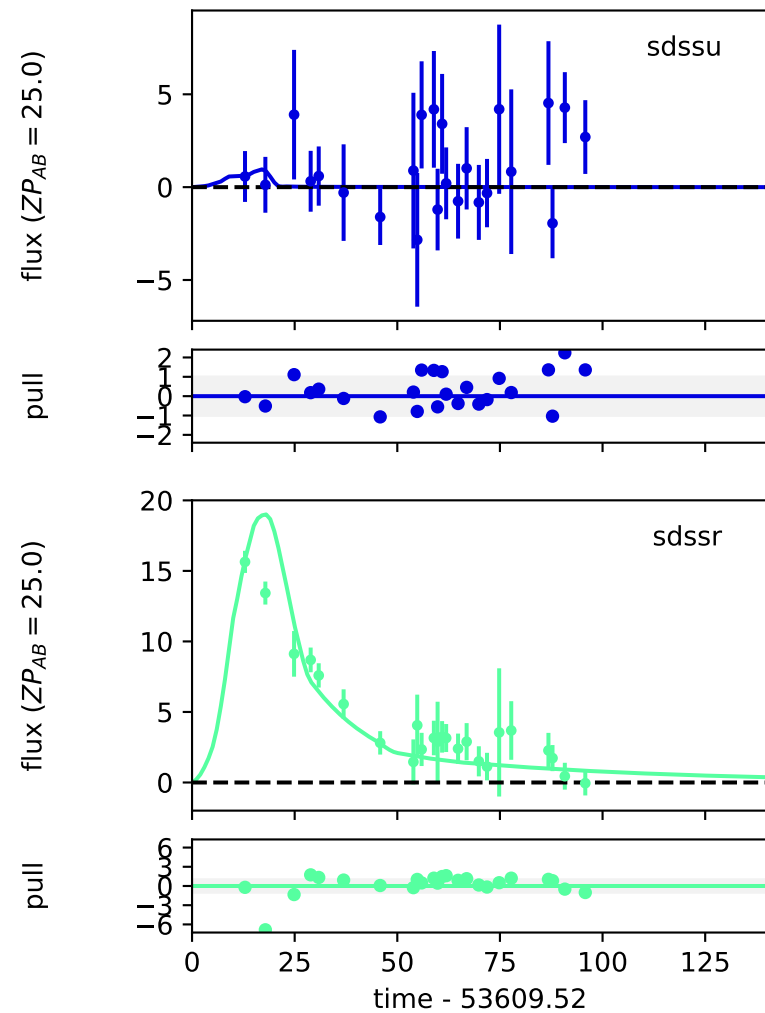 sdssu
flux (ZP_AB = 25.0)
5
0
−5
pull
2
1
0
−1
−2
sdssr
flux (ZP_AB = 25.0)
20
15
10
5
0
pull
6
3
0
−3
−6
0 25 50 75 100 125
time - 53609.52